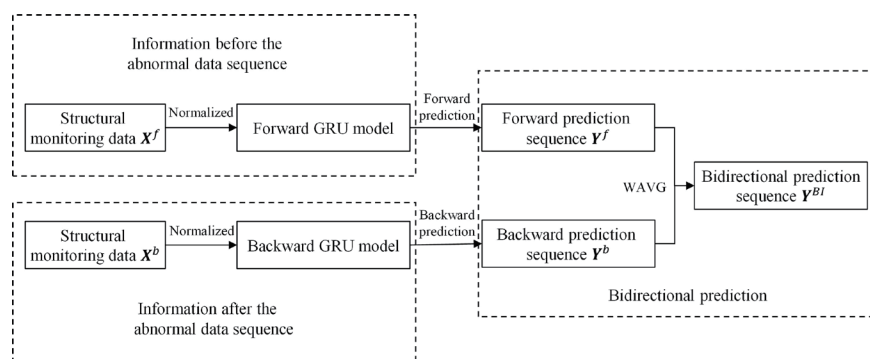 Information before the
abnormal data sequence
Structural
monitoring data X^f
Normalized
Forward GRU model
Forward
prediction
Forward prediction
sequence Y^f
WAVG
Bidirectional prediction
sequence Y^BI
Structural
monitoring data X^b
Normalized
Backward GRU model
Backward
prediction
Backward prediction
sequence Y^b
Bidirectional prediction
Information after the
abnormal data sequence